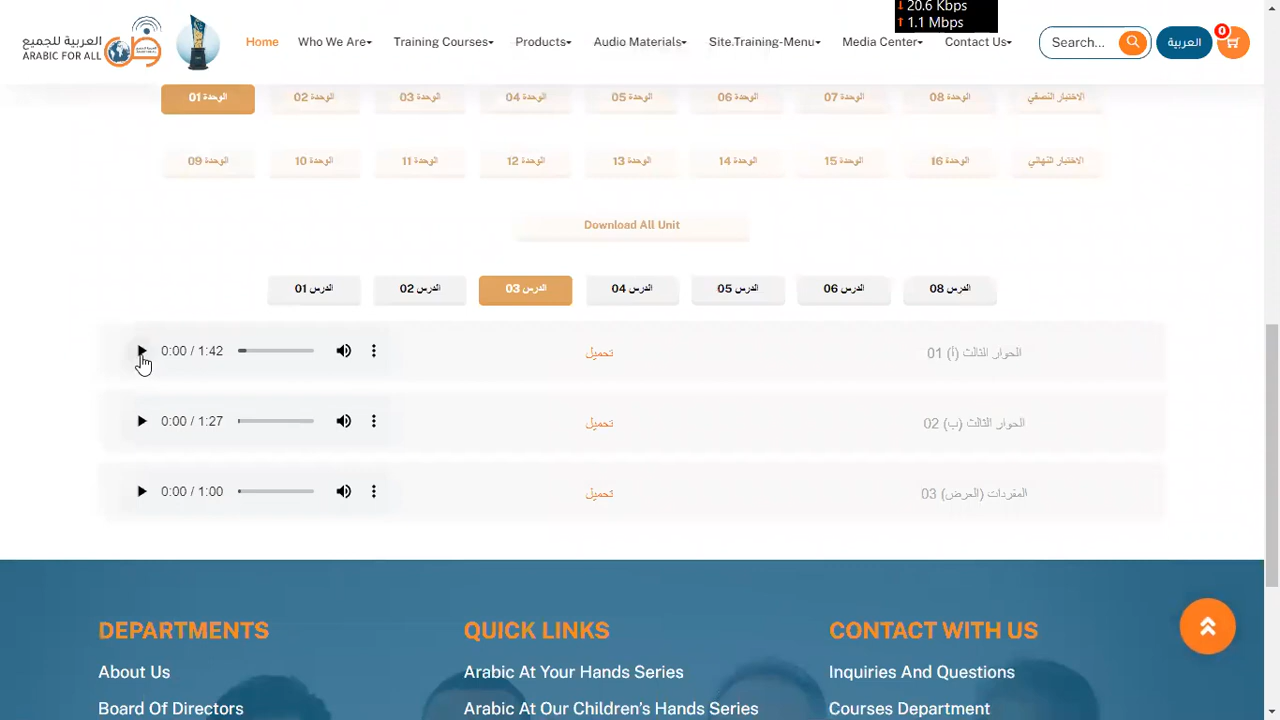 ↓ 20.6 Kbps
↑ 1.1 Mbps
العربية للجميع
ARABIC FOR ALL
Home
Who We Are
Training Courses
Products
Audio Materials
Site.Training-Menu
Media Center
Contact Us
Search...
العربية
0
الوحدة 01
الوحدة 02
الوحدة 03
الوحدة 04
الوحدة 05
الوحدة 06
الوحدة 07
الوحدة 08
الاختبار النصفي
الوحدة 09
الوحدة 10
الوحدة 11
الوحدة 12
الوحدة 13
الوحدة 14
الوحدة 15
الوحدة 16
الاختبار النهائي
Download All Unit
الدرس 01
الدرس 02
الدرس 03
الدرس 04
الدرس 05
الدرس 06
الدرس 08
0:00 / 1:42
تحميل
الحوار الثالث (أ) 01
0:00 / 1:27
تحميل
الحوار الثالث (ب) 02
0:00 / 1:00
تحميل
المفردات (العرض) 03
DEPARTMENTS
About Us
Board Of Directors
QUICK LINKS
Arabic At Your Hands Series
Arabic At Our Children's Hands Series
CONTACT WITH US
Inquiries And Questions
Courses Department